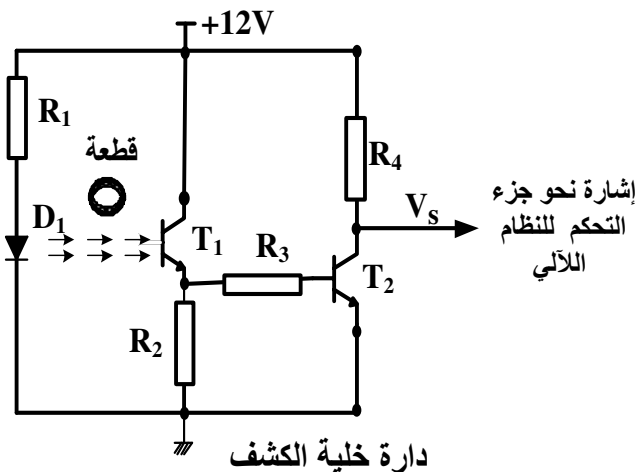 +12V
R1
قطعة
R4
D1
T1
R3
VS
إشارة نحو جزء
التحكم للنظام
اللآلي
T2
R2
دارة خلية الكشف